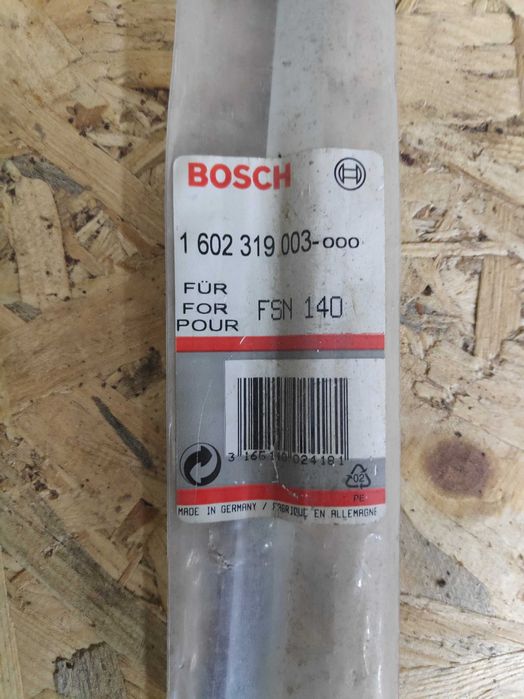 BOSCH
1 602 319 003-000
FÜR
FOR FSN 140
POUR
02
PE
MADE IN GERMANY / FABRIQUE EN ALLEMAGNE